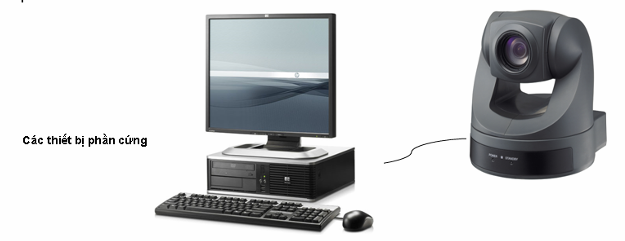 Các thiết bị phần cứng